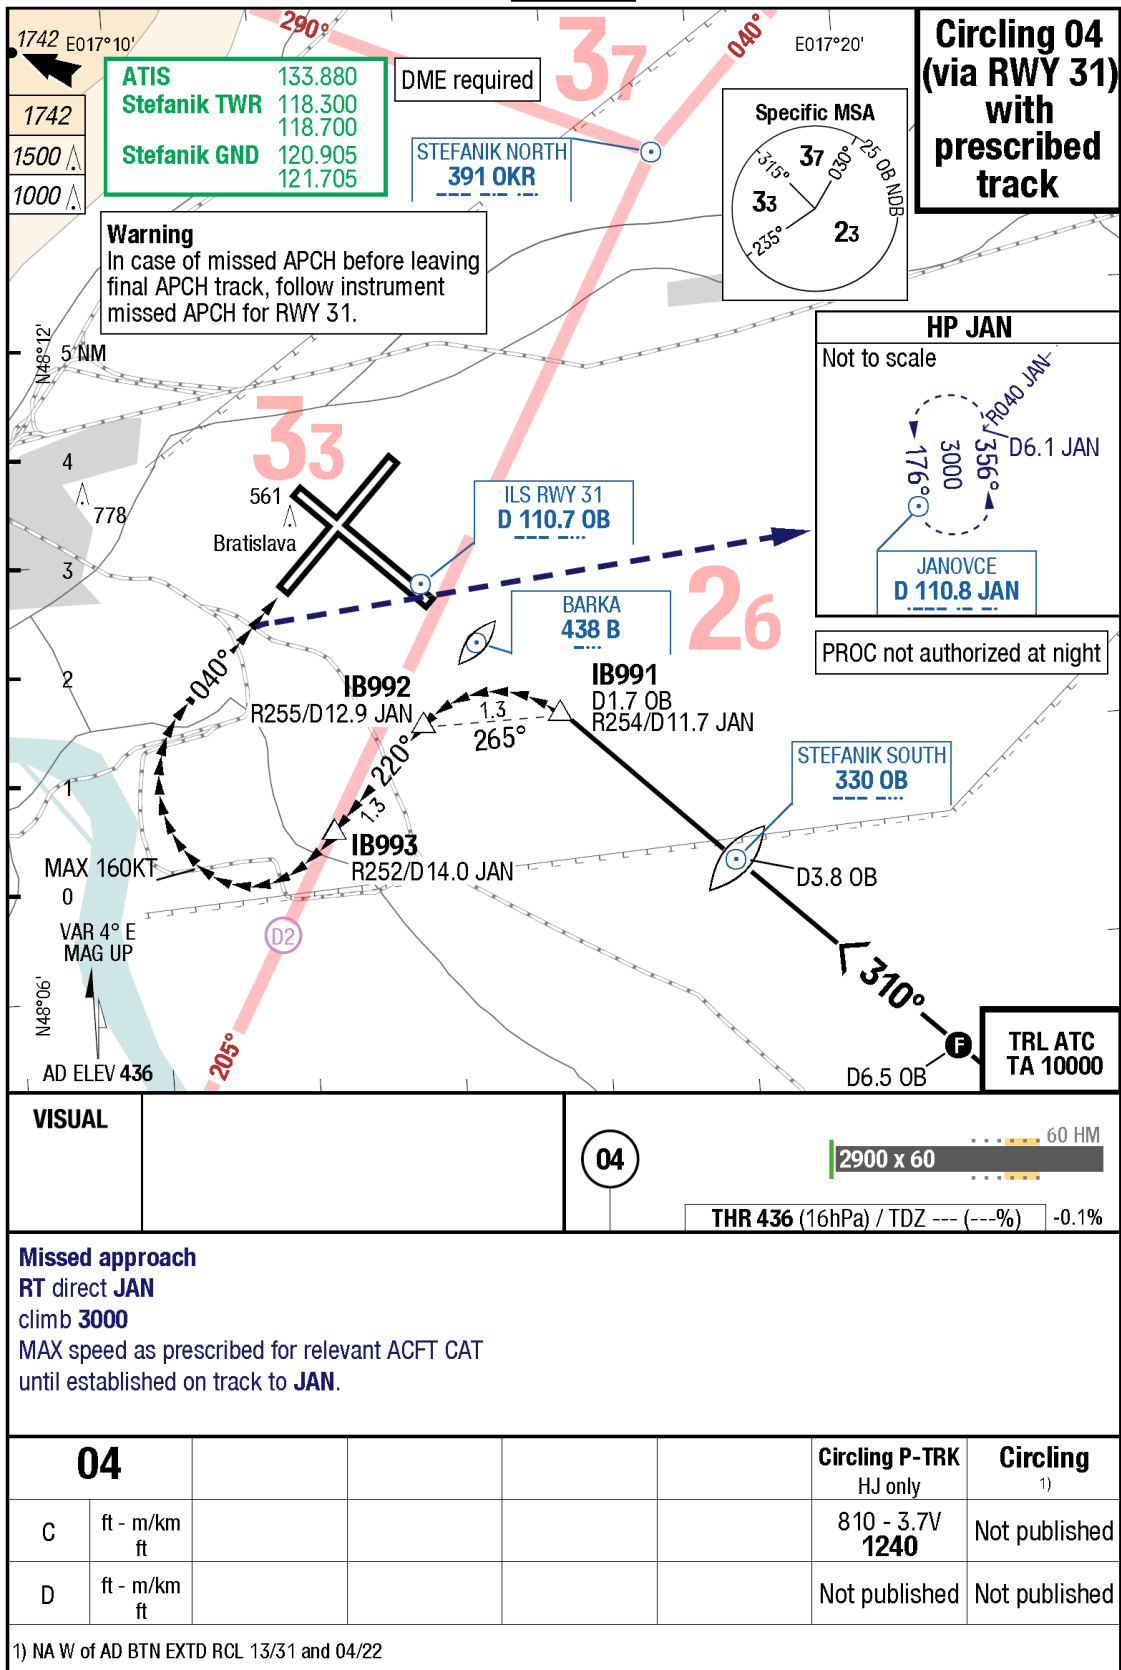 Circling 04
(via RWY 31)
with
prescribed
track
1742
E017°10'
290°
37
040°
E017°20'
ATIS 133.880
Stefanik TWR 118.300
118.700
Stefanik GND 120.905
121.705
DME required
1742
1500
1000
STEFANIK NORTH
391 OKR
Specific MSA
315°
37
030°
25 OB NDB
33
235°
23
Warning
In case of missed APCH before leaving
final APCH track, follow instrument
missed APCH for RWY 31.
N48°12'
5 NM
4
3
2
1
0
HP JAN
Not to scale
R040 JAN
D6.1 JAN
176°
3000
356°
JANOVCE
D 110.8 JAN
33
778
561
Bratislava
ILS RWY 31
D 110.7 OB
BARKA
438 B
26
PROC not authorized at night
040°
IB992
R255/D12.9 JAN
IB991
D1.7 OB
R254/D11.7 JAN
1.3
265°
220°
1.3
STEFANIK SOUTH
330 OB
IB993
R252/D14.0 JAN
MAX 160KT
D3.8 OB
D2
VAR 4° E
MAG UP
N48°06'
205°
310°
F
D6.5 OB
AD ELEV 436
TRL ATC
TA 10000
VISUAL
04
60 HM
2900 x 60
THR 436 (16hPa) / TDZ --- (---%) -0.1%
Missed approach
RT direct JAN
climb 3000
MAX speed as prescribed for relevant ACFT CAT
until established on track to JAN.
04
Circling P-TRK
HJ only
Circling
1)
C ft - m/km
ft
810 - 3.7V
1240
Not published
D ft - m/km
ft
Not published
Not published
1) NA W of AD BTN EXTD RCL 13/31 and 04/22